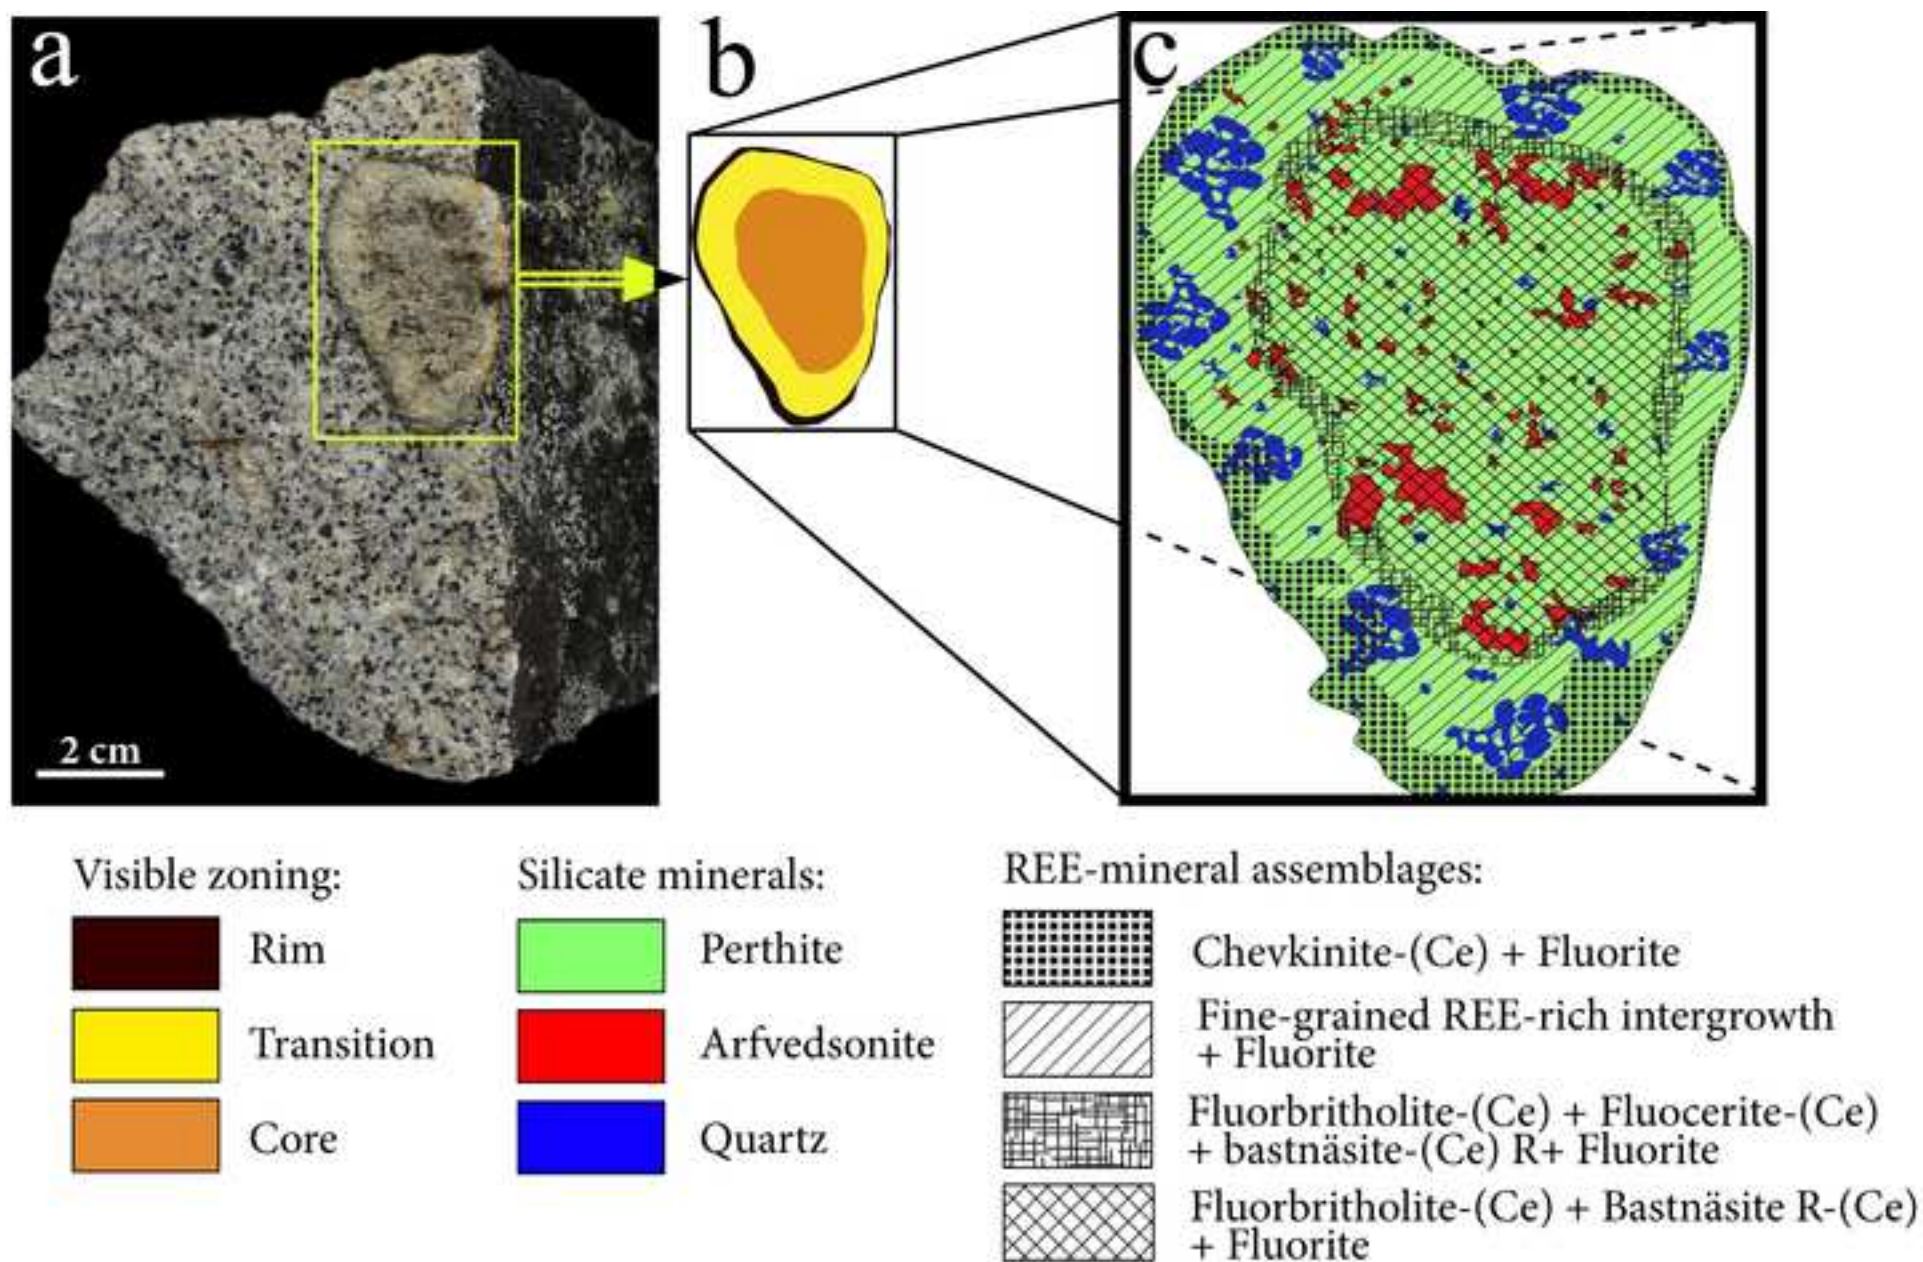 a
b
c
2 cm
Visible zoning:
Rim
Transition
Core
Silicate minerals:
Perthite
Arfvedsonite
Quartz
REE-mineral assemblages:
Chevkinite-(Ce) + Fluorite
Fine-grained REE-rich intergrowth
+ Fluorite
Fluorbritholite-(Ce) + Fluocerite-(Ce)
+ bastnäsite-(Ce) R+ Fluorite
Fluorbritholite-(Ce) + Bastnäsite R-(Ce)
+ Fluorite